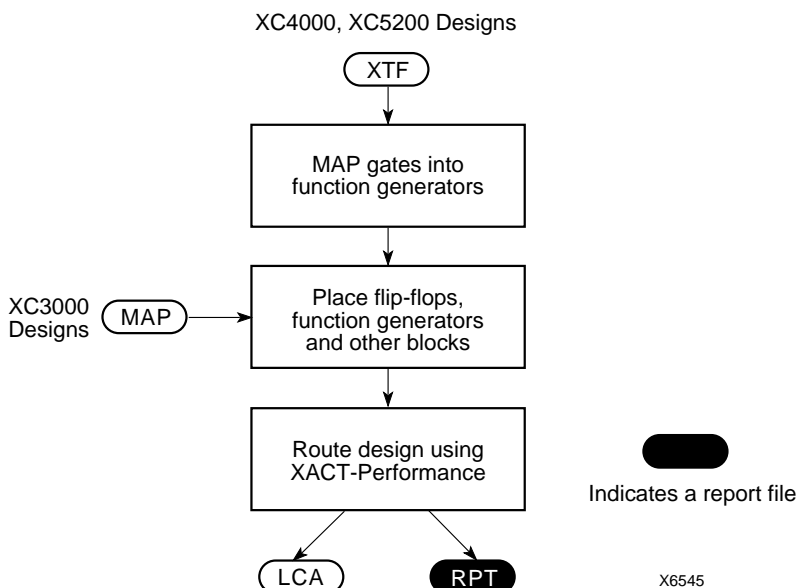 XC4000, XC5200 Designs
XTF
MAP gates into
function generators
XC3000
Designs
MAP
Place flip-flops,
function generators
and other blocks
Route design using
XACT-Performance
Indicates a report file
LCA
RPT
X6545